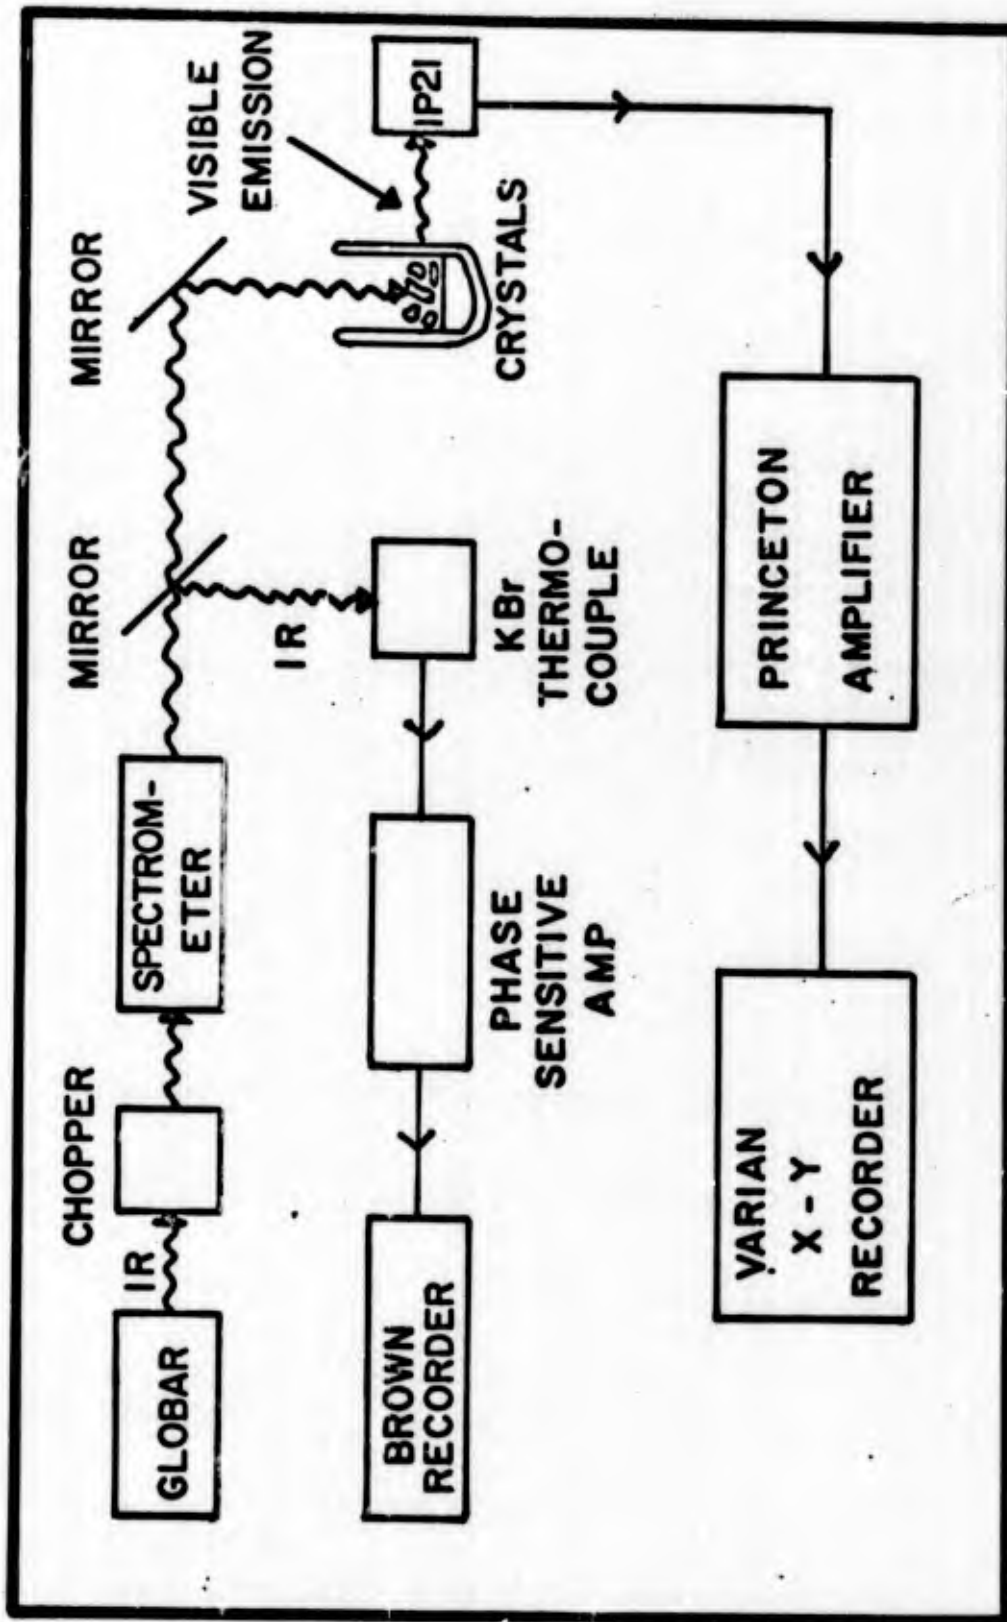 MIRROR
MIRROR
CHOPPER
VISIBLE
EMISSION
IR
GLOBAR
SPECTROM-
ETER
IR
1P21
CRYSTALS
BROWN
RECORDER
PHASE
SENSITIVE
AMP
KBr
THERMO-
COUPLE
VARIAN
X-Y
RECORDER
PRINCETON
AMPLIFIER